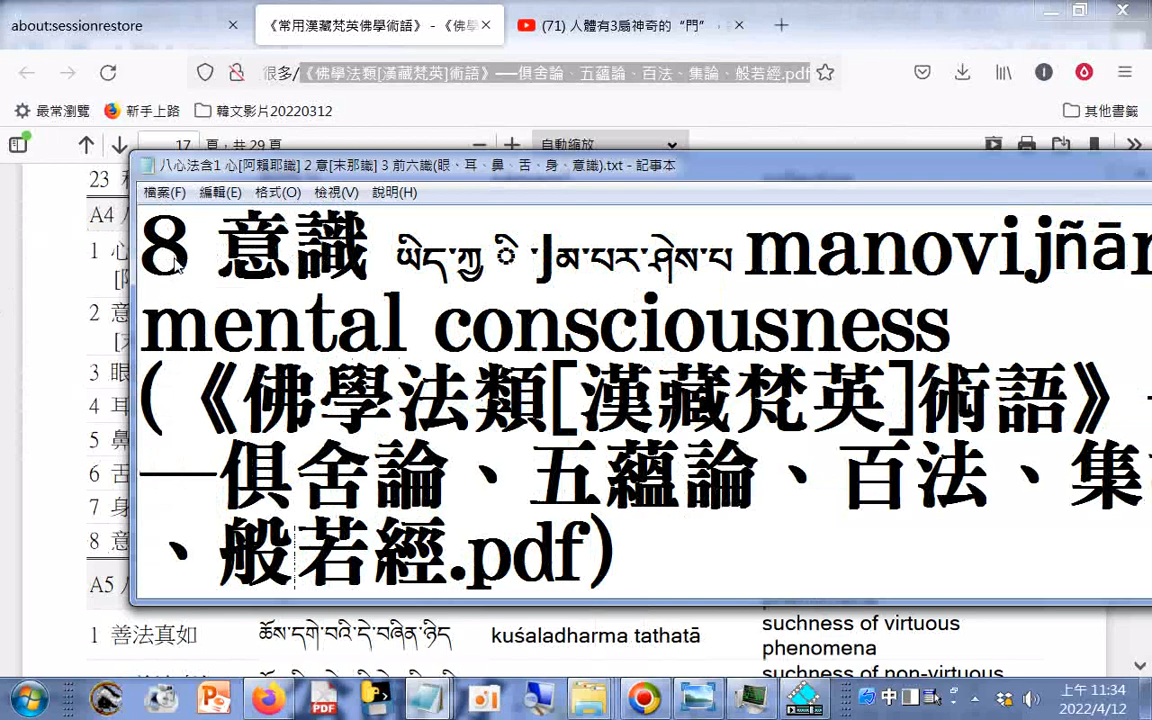 about:sessionrestore
《常用漢藏梵英佛學術語》 - 《佛學
(71) 人體有3扇神奇的“門”
很多/《佛學法類[漢藏梵英]術語》──俱舍論、五蘊論、百法、集論、般若經.pdf
最常瀏覽 新手上路 韓文影片20220312 其他書籤
17 頁，共 29 頁 自動縮放
八心法含1 心[阿賴耶識] 2 意[末那識] 3 前六識(眼、耳、鼻、舌、身、意識).txt - 記事本
檔案(F) 編輯(E) 格式(O) 檢視(V) 說明(H)
8 意識 ཡིད་ཀྱ ི་ rམ་པར་ཤེས་པ manovijñān
mental consciousness
(《佛學法類[漢藏梵英]術語》─
─俱舍論、五蘊論、百法、集
、般若經.pdf)
23
A4
1 心
2 意
3 眼
4 耳
5 鼻
6 舌
7 身
8 意
A5
1 善法真如 ཆོས་དགེ་བའི་དེ་བཞིན་ཉིད kuśaladharma tathatā suchness of virtuous
phenomena
suchness of non-virtuous
中
上午 11:34
2022/4/12